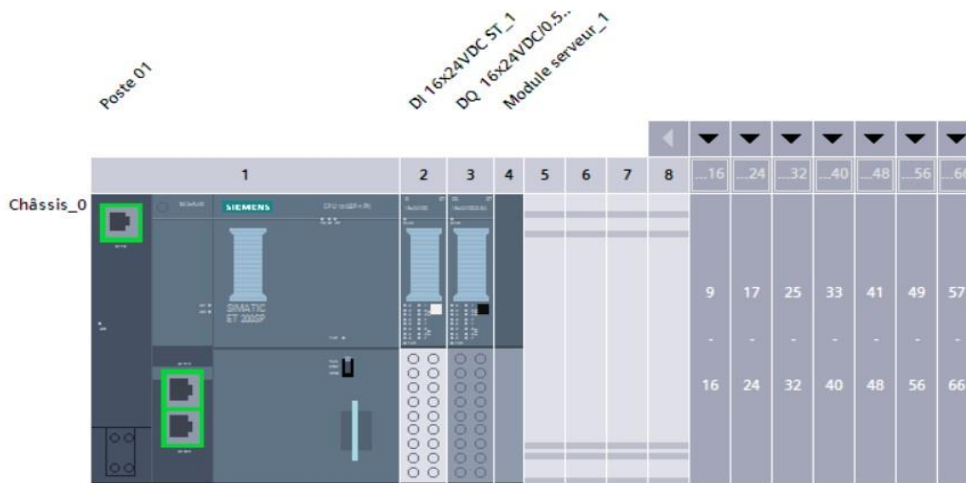 Poste 01
DI 16x24VDC ST_1
DQ 16x24VDC/0.5...
Module serveur_1
1 2 3 4 5 6 7 8 ...16 ...24 ...32 ...40 ...48 ...56 ...66
Châssis_0
SIEMENS
SIMATIC
ET 200SP
9 17 25 33 41 49 57
- - - - - - -
16 24 32 40 48 56 66